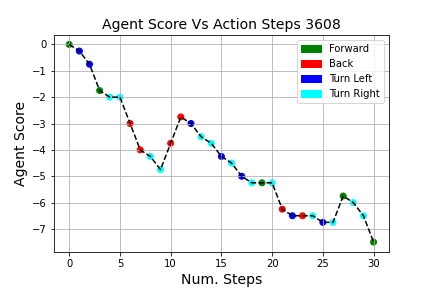 Agent Score Vs Action Steps 3608
Agent Score
0
−1
−2
−3
−4
−5
−6
−7
Forward
Back
Turn Left
Turn Right
0 5 10 15 20 25 30
Num. Steps